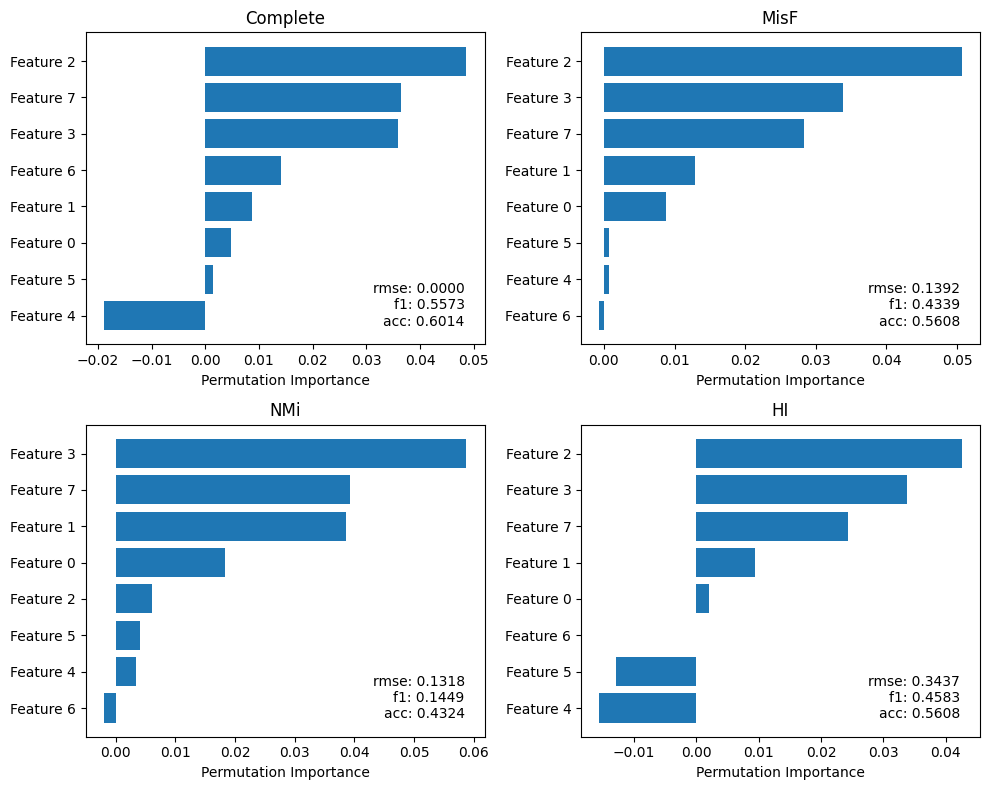 Complete
Feature 2
Feature 7
Feature 3
Feature 6
Feature 1
Feature 0
Feature 5
Feature 4
rmse: 0.0000
f1: 0.5573
acc: 0.6014
−0.02 −0.01 0.00 0.01 0.02 0.03 0.04 0.05
Permutation Importance
MisF
Feature 2
Feature 3
Feature 7
Feature 1
Feature 0
Feature 5
Feature 4
Feature 6
rmse: 0.1392
f1: 0.4339
acc: 0.5608
0.00 0.01 0.02 0.03 0.04 0.05
Permutation Importance
NMi
Feature 3
Feature 7
Feature 1
Feature 0
Feature 2
Feature 5
Feature 4
Feature 6
rmse: 0.1318
f1: 0.1449
acc: 0.4324
0.00 0.01 0.02 0.03 0.04 0.05 0.06
Permutation Importance
HI
Feature 2
Feature 3
Feature 7
Feature 1
Feature 0
Feature 6
Feature 5
Feature 4
rmse: 0.3437
f1: 0.4583
acc: 0.5608
−0.01 0.00 0.01 0.02 0.03 0.04
Permutation Importance